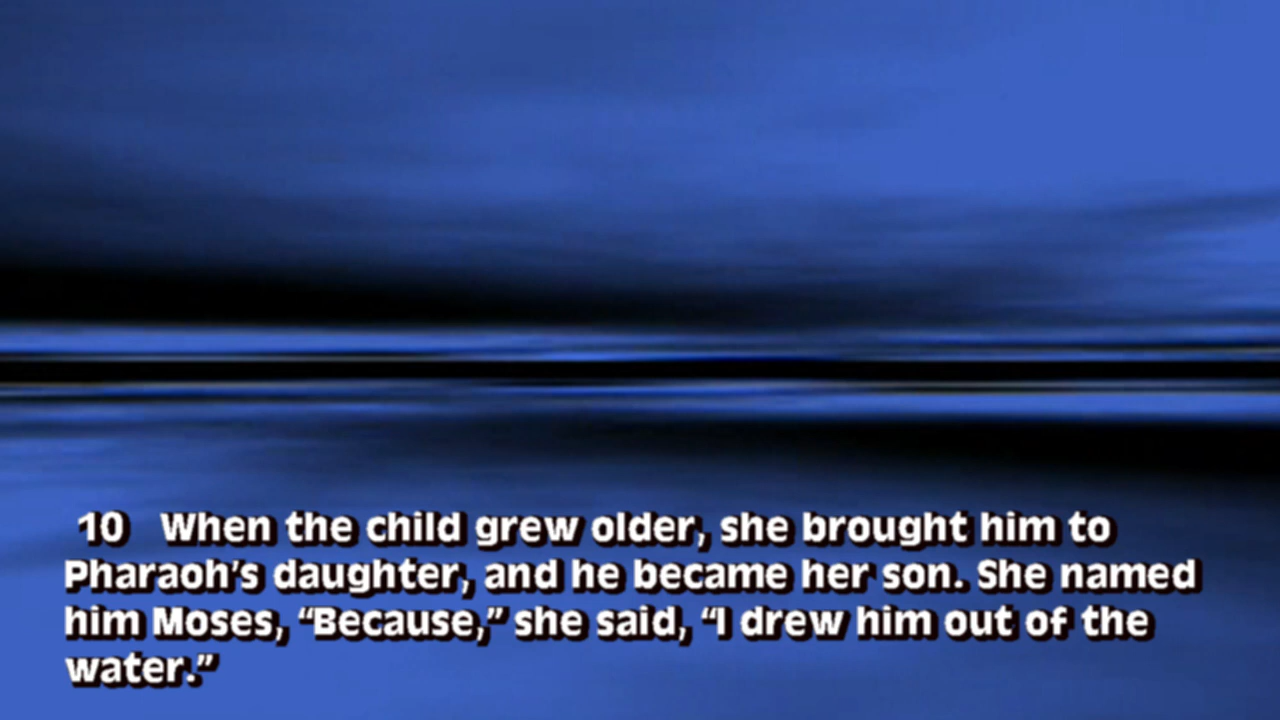 10 When the child grew older, she brought him to
Pharaoh’s daughter, and he became her son. She named
him Moses, “Because,” she said, “I drew him out of the
water.”